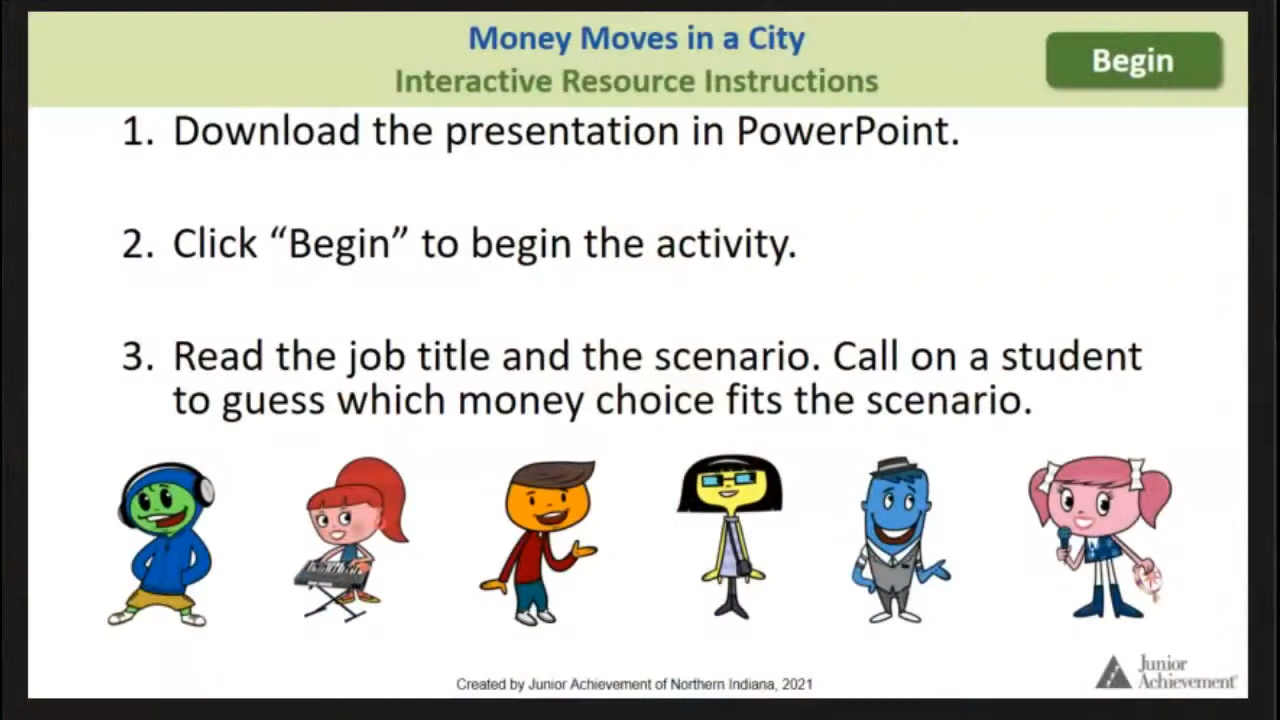 Money Moves in a City
Interactive Resource Instructions
Begin
1. Download the presentation in PowerPoint.
2. Click “Begin” to begin the activity.
3. Read the job title and the scenario. Call on a student
to guess which money choice fits the scenario.
Created by Junior Achievement of Northern Indiana, 2021
Junior
Achievement